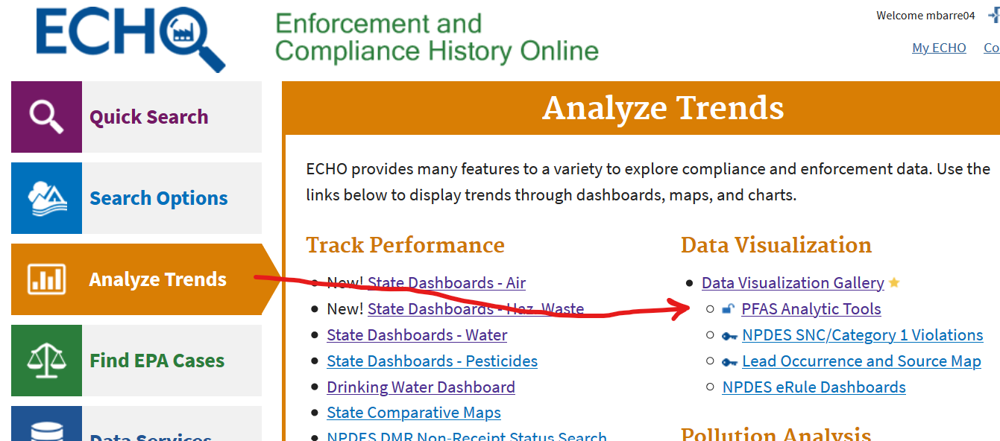 ECHO
Enforcement and
Compliance History Online
Welcome mbarre04
My ECHO
Quick Search
Search Options
Analyze Trends
Find EPA Cases
Data Services
Analyze Trends
ECHO provides many features to a variety to explore compliance and enforcement data. Use the
links below to display trends through dashboards, maps, and charts.
Track Performance
New! State Dashboards - Air
New! State Dashboards - Haz. Waste
State Dashboards - Water
State Dashboards - Pesticides
Drinking Water Dashboard
State Comparative Maps
NPDES DMR Non-Receipt Status Search
Data Visualization
Data Visualization Gallery
PFAS Analytic Tools
NPDES SNC/Category 1 Violations
Lead Occurrence and Source Map
NPDES eRule Dashboards
Pollution Analysis